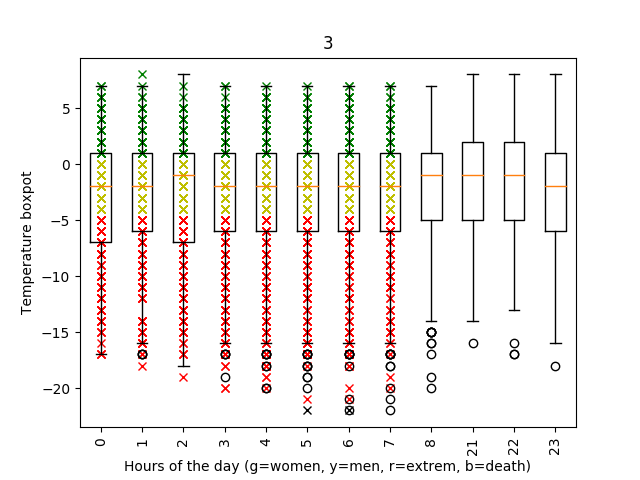 3
Temperature boxpot
5
0
−5
−10
−15
−20
0 1 2 3 4 5 6 7 8 21 22 23
Hours of the day (g=women, y=men, r=extrem, b=death)